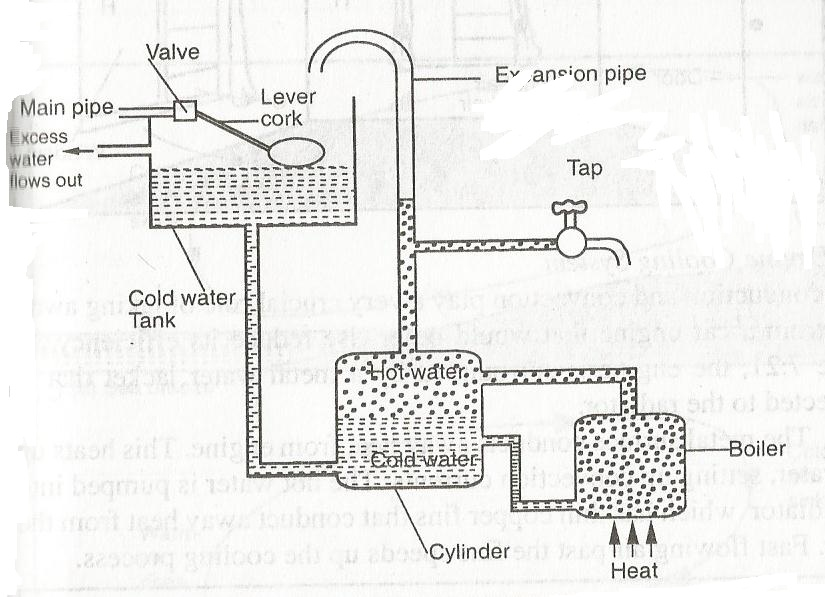 Valve
Expansion pipe
Main pipe
Lever
cork
Excess
water
flows out
Tap
Cold water
Tank
Hot water
Cold water
Boiler
Cylinder
Heat